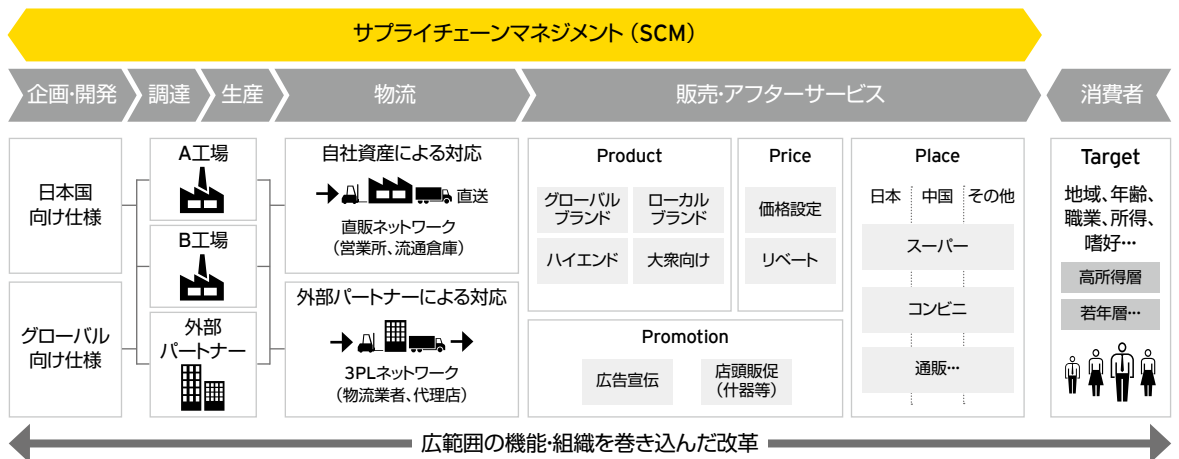 サプライチェーンマネジメント（SCM）
企画・開発
調達
生産
物流
販売・アフターサービス
消費者
日本国
向け仕様
グローバル
向け仕様
A工場
B工場
外部
パートナー
自社資産による対応
直送
直販ネットワーク
（営業所、流通倉庫）
外部パートナーによる対応
3PLネットワーク
（物流業者、代理店）
Product
グローバル
ブランド
ローカル
ブランド
ハイエンド
大衆向け
Price
価格設定
リベート
Promotion
広告宣伝
店頭販促
（什器等）
Place
日本
中国
その他
スーパー
コンビニ
通販…
Target
地域、年齢、
職業、所得、
嗜好…
高所得層
若年層…
広範囲の機能・組織を巻き込んだ改革